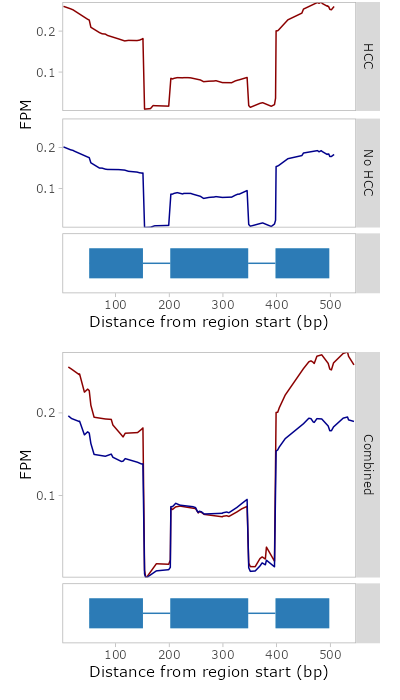 0.2
0.1
HCC
FPM
0.2
0.1
No HCC
100 200 300 400 500
Distance from region start (bp)
0.2
0.1
FPM
Combined
100 200 300 400 500
Distance from region start (bp)